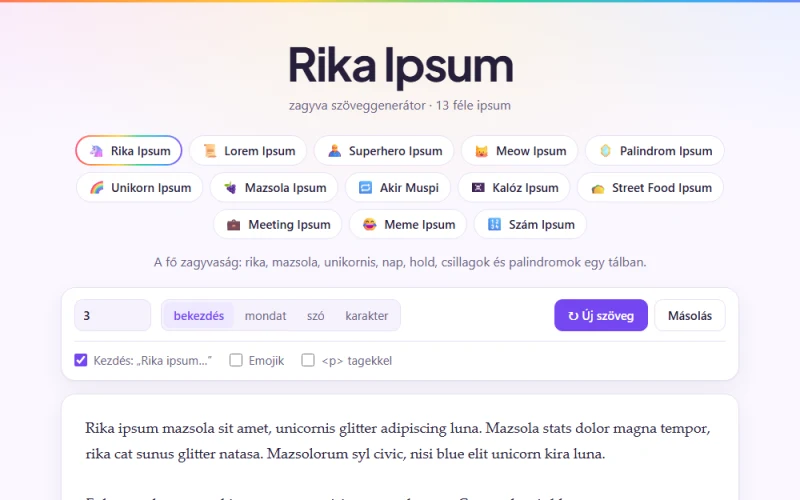 Rika Ipsum
zagyva szöveggenerátor · 13 féle ipsum
Rika Ipsum
Lorem Ipsum
Superhero Ipsum
Meow Ipsum
Palindrom Ipsum
Unikorn Ipsum
Mazsola Ipsum
Akir Muspi
Kalóz Ipsum
Street Food Ipsum
Meeting Ipsum
Meme Ipsum
Szám Ipsum
A fő zagyvaság: rika, mazsola, unikornis, nap, hold, csillagok és palindromok egy tálban.
3
bekezdés
mondat
szó
karakter
↻ Új szöveg
Másolás
Kezdés: „Rika ipsum…”
Emojik
<p> tagekkel
Rika ipsum mazsola sit amet, unicornis glitter adipiscing luna. Mazsola stats dolor magna tempor,
rika cat sunus glitter natasa. Mazsolorum syl civic, nisi blue elit unicorn kira luna.